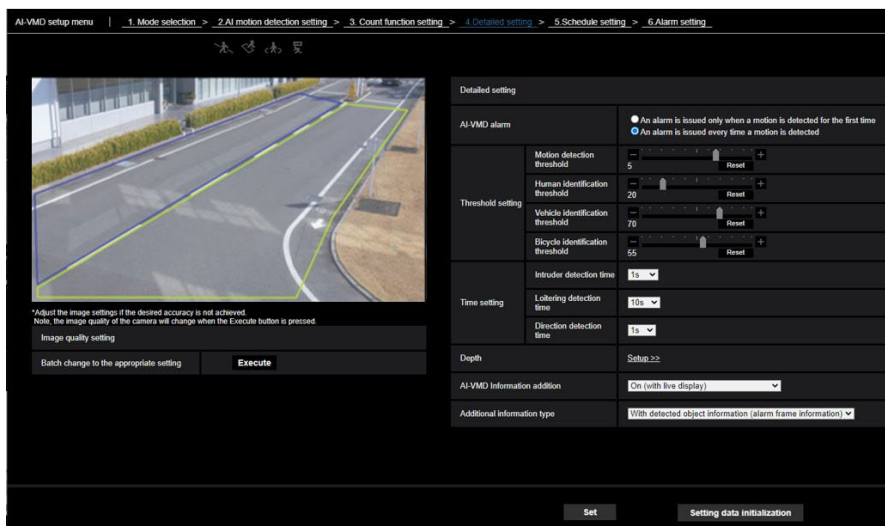 AI-VMD setup menu | 1. Mode selection > 2.AI motion detection setting > 3. Count function setting > 4.Detailed setting > 5.Schedule setting > 6.Alarm setting
*Adjust the image settings if the desired accuracy is not achieved.
Note, the image quality of the camera will change when the Execute button is pressed.
Image quality setting
Batch change to the appropriate setting Execute
Detailed setting
AI-VMD alarm
An alarm is issued only when a motion is detected for the first time
An alarm is issued every time a motion is detected
Threshold setting
Motion detection
threshold
5 Reset
Human identification
threshold
20 Reset
Vehicle identification
threshold
70 Reset
Bicycle identification
threshold
55 Reset
Time setting
Intruder detection time 1s
Loitering detection
time
10s
Direction detection
time
1s
Depth Setup >>
AI-VMD Information addition On (with live display)
Additional information type With detected object information (alarm frame information)
Set Setting data initialization